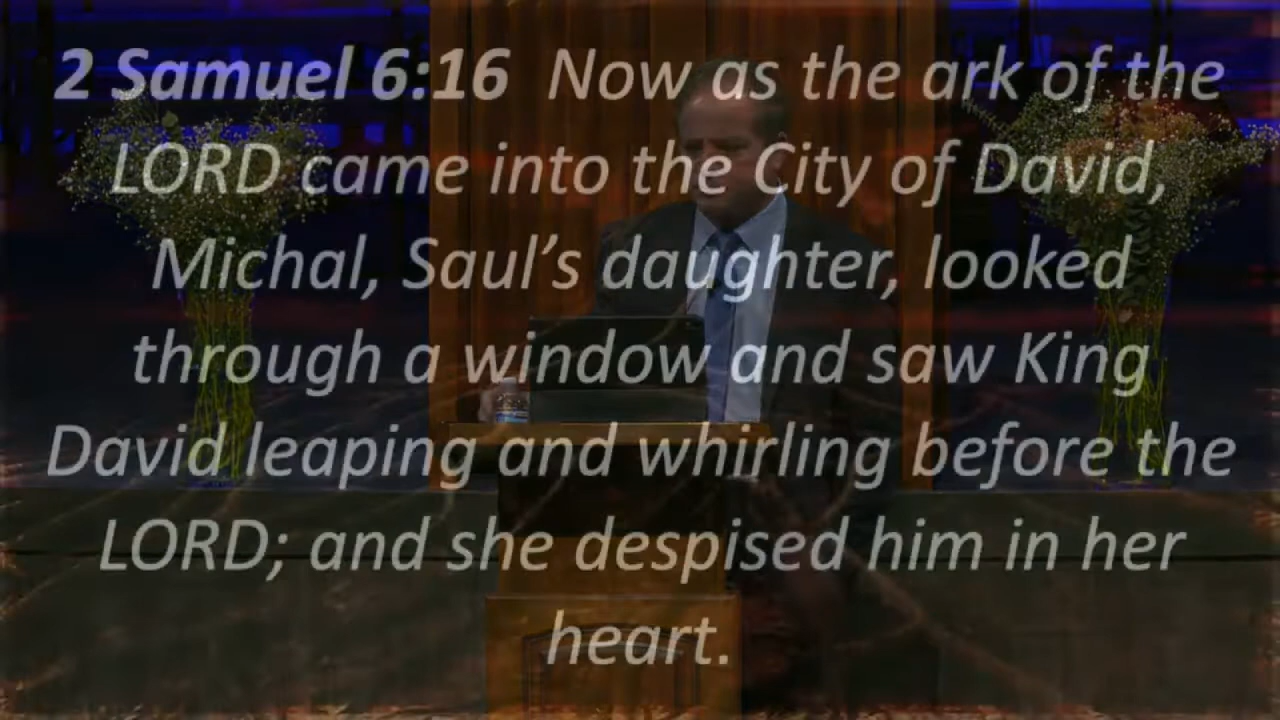 2 Samuel 6:16 Now as the ark of the
LORD came into the City of David,
Michal, Saul’s daughter, looked
through a window and saw King
David leaping and whirling before the
LORD; and she despised him in her
heart.